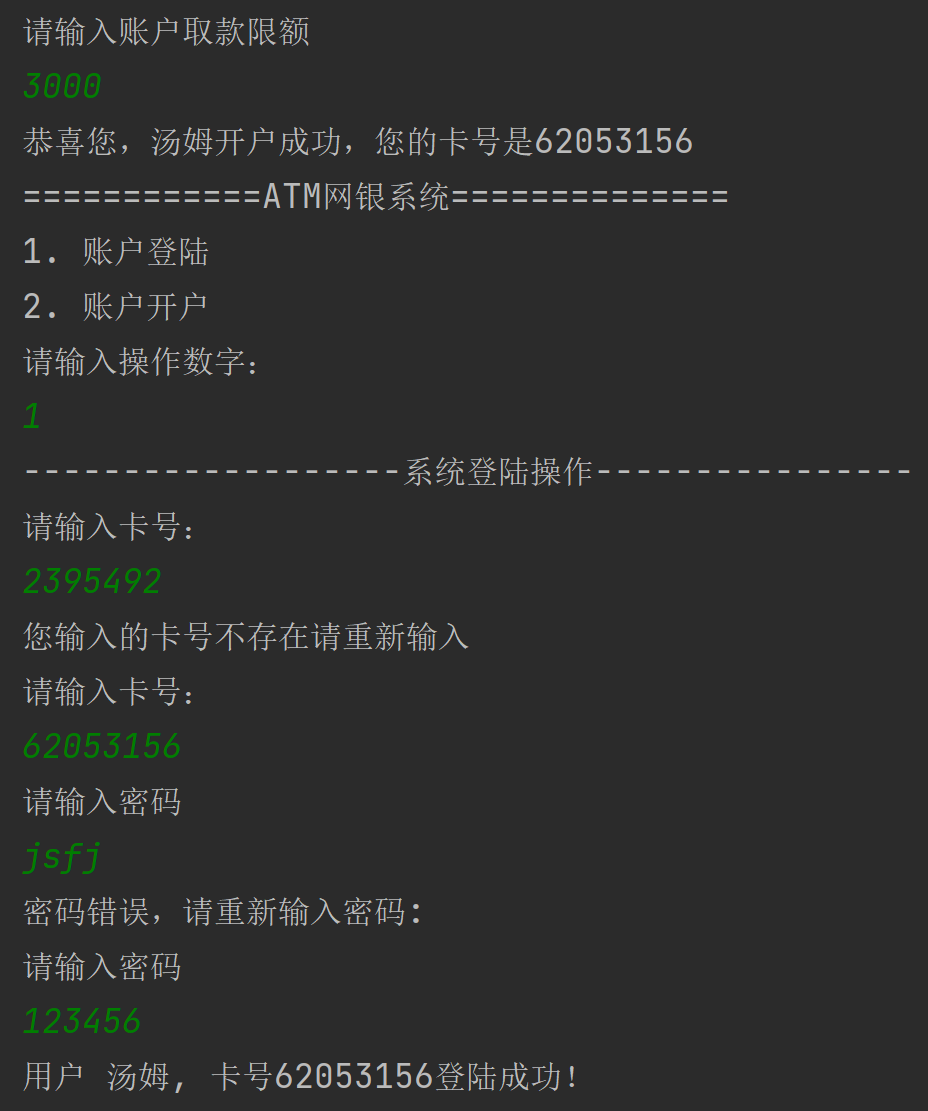 请输入账户取款限额
3000
恭喜您，汤姆开户成功，您的卡号是62053156
============ATM网银系统==============
1. 账户登陆
2. 账户开户
请输入操作数字：
1
-------------------系统登陆操作----------------
请输入卡号：
2395492
您输入的卡号不存在请重新输入
请输入卡号：
62053156
请输入密码
jsfj
密码错误，请重新输入密码:
请输入密码
123456
用户 汤姆, 卡号62053156登陆成功！